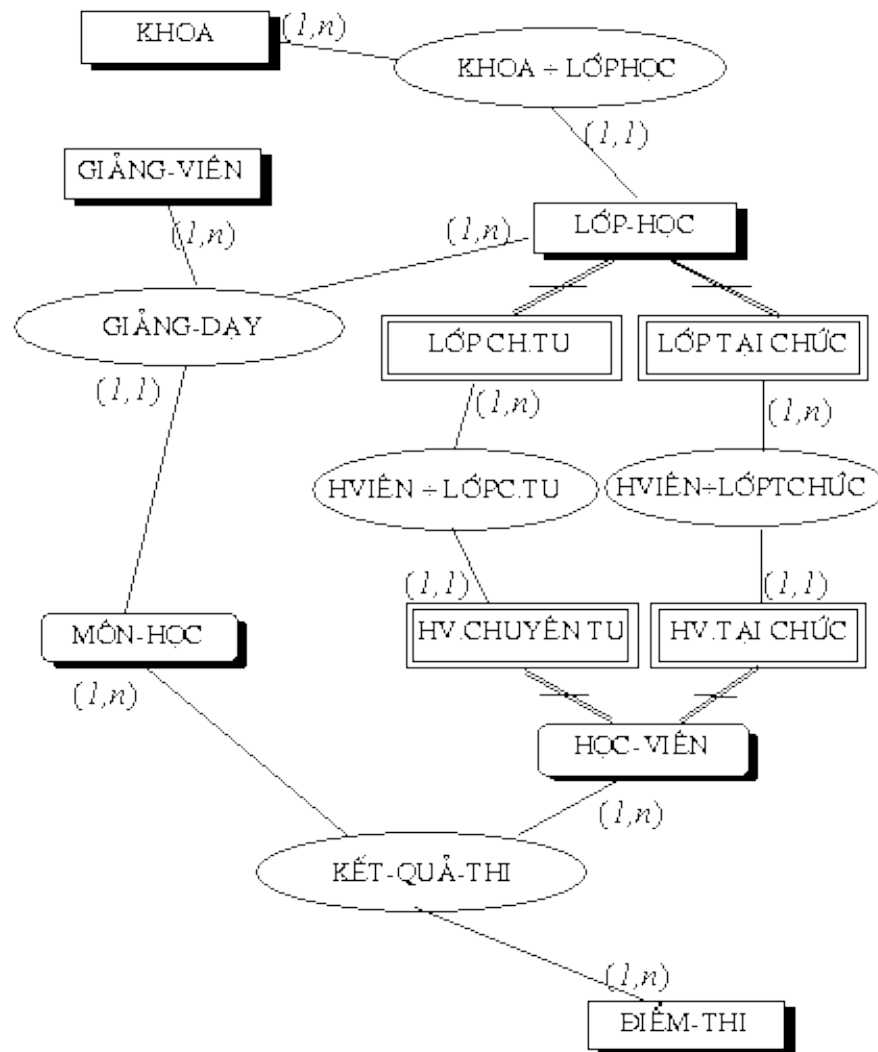 KHOA
(1,n)
KHOA ÷ LỚPHỌC
(1,1)
GIẢNG-VIÊN
(1,n)
(1,n)
LỚP-HỌC
GIẢNG-DẠY
(1,1)
LỚP CH.TU
LỚP TẠI CHỨC
(1,n)
(1,n)
HVIÊN ÷ LỚPC.TU
HVIÊN÷LỚPTCHỨC
(1,1)
(1,1)
MÔN-HỌC
HV.CHUYÊN TU
HV.TẠI CHỨC
(1,n)
HỌC-VIÊN
(1,n)
KẾT-QUẢ-THI
(1,n)
ĐIỂM-THI